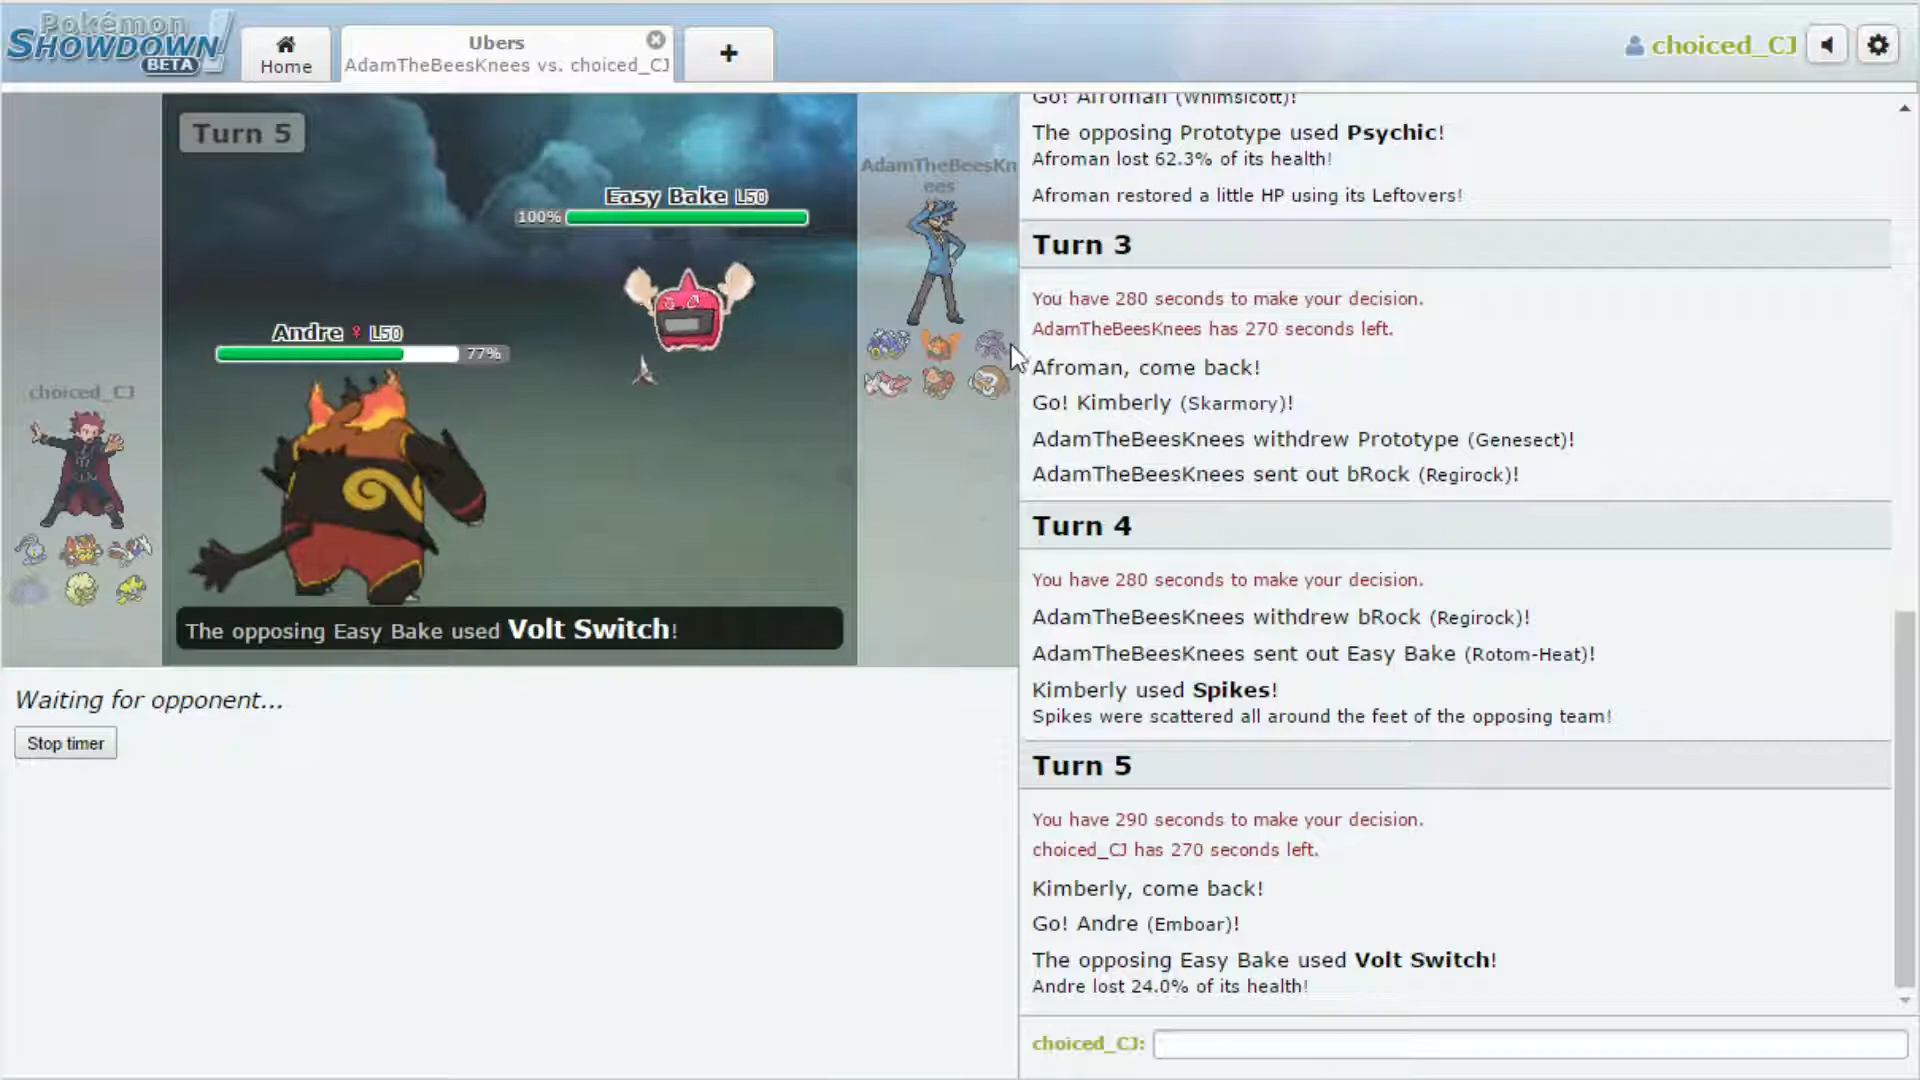 Pokémon
SHOWDOWN!
BETA
Home
Ubers
AdamTheBeesKnees vs. choiced_CJ
+
choiced_CJ
Turn 5
Easy Bake L50
100%
Andre ♀ L50
77%
The opposing Easy Bake used Volt Switch!
choiced_CJ
AdamTheBeesKn
ees
Waiting for opponent...
Stop timer
Go! Afroman (Whimsicott)!
The opposing Prototype used Psychic!
Afroman lost 62.3% of its health!
Afroman restored a little HP using its Leftovers!
Turn 3
You have 280 seconds to make your decision.
AdamTheBeesKnees has 270 seconds left.
Afroman, come back!
Go! Kimberly (Skarmory)!
AdamTheBeesKnees withdrew Prototype (Genesect)!
AdamTheBeesKnees sent out bRock (Regirock)!
Turn 4
You have 280 seconds to make your decision.
AdamTheBeesKnees withdrew bRock (Regirock)!
AdamTheBeesKnees sent out Easy Bake (Rotom-Heat)!
Kimberly used Spikes!
Spikes were scattered all around the feet of the opposing team!
Turn 5
You have 290 seconds to make your decision.
choiced_CJ has 270 seconds left.
Kimberly, come back!
Go! Andre (Emboar)!
The opposing Easy Bake used Volt Switch!
Andre lost 24.0% of its health!
choiced_CJ: